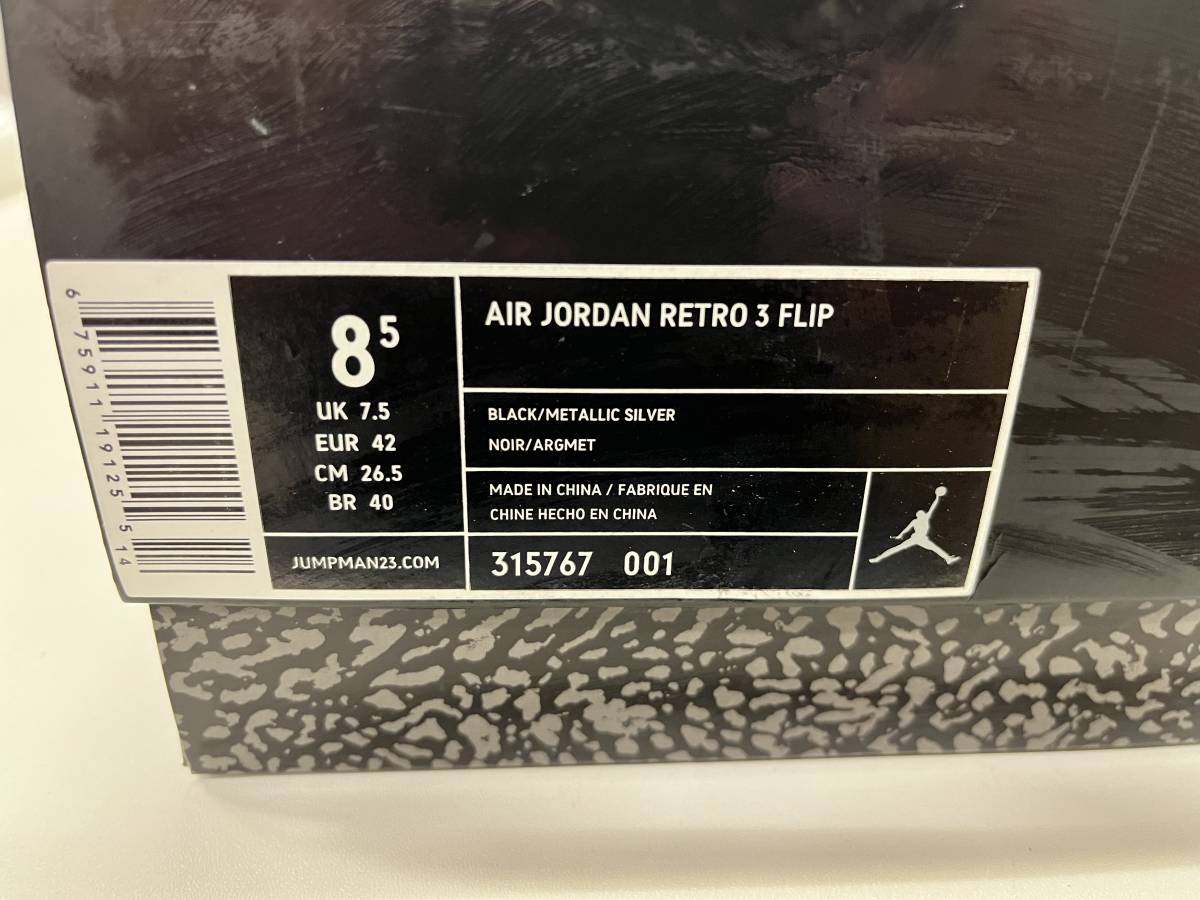 6 75911 19125 5 14
8 5
UK 7.5
EUR 42
CM 26.5
BR 40
JUMPMAN23.COM
AIR JORDAN RETRO 3 FLIP
BLACK/METALLIC SILVER
NOIR/ARGMET
MADE IN CHINA / FABRIQUE EN
CHINE HECHO EN CHINA
315767 001